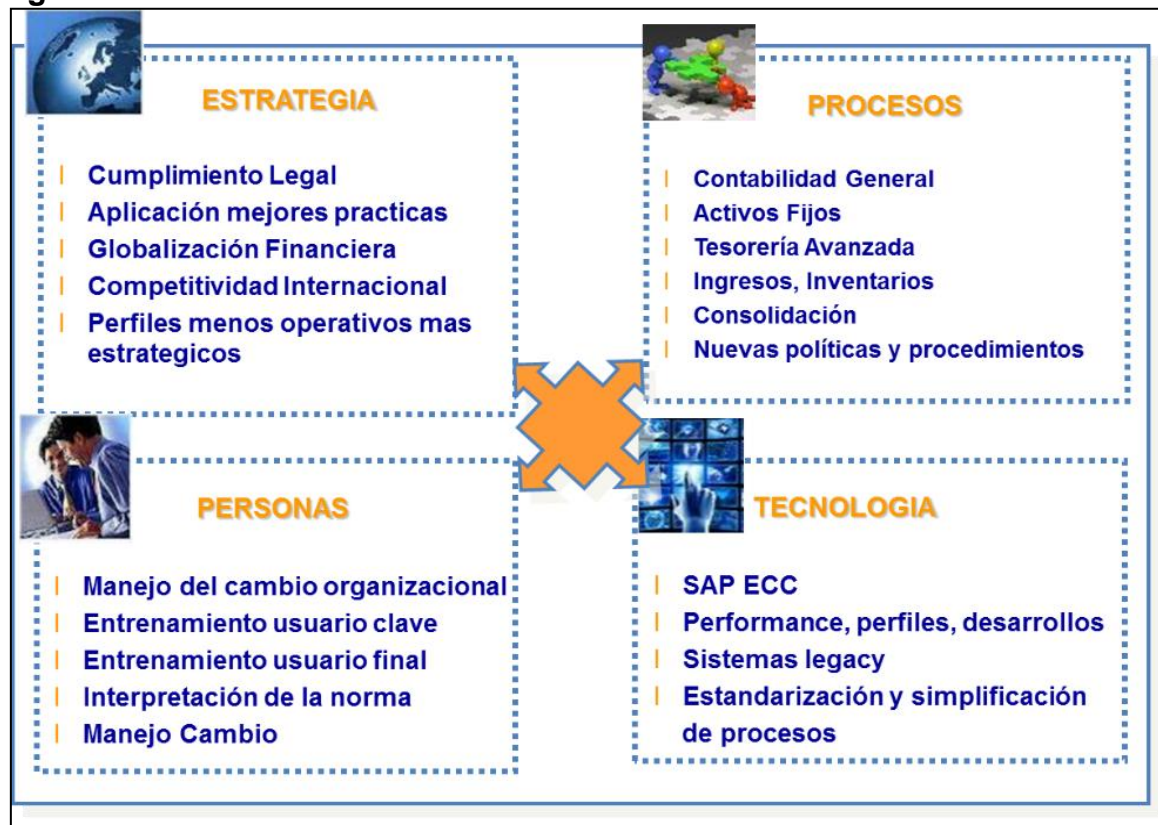 ESTRATEGIA
Cumplimiento Legal
Aplicación mejores practicas
Globalización Financiera
Competitividad Internacional
Perfiles menos operativos mas
estrategicos
PROCESOS
Contabilidad General
Activos Fijos
Tesorería Avanzada
Ingresos, Inventarios
Consolidación
Nuevas políticas y procedimientos
PERSONAS
Manejo del cambio organizacional
Entrenamiento usuario clave
Entrenamiento usuario final
Interpretación de la norma
Manejo Cambio
TECNOLOGIA
SAP ECC
Performance, perfiles, desarrollos
Sistemas legacy
Estandarización y simplificación
de procesos